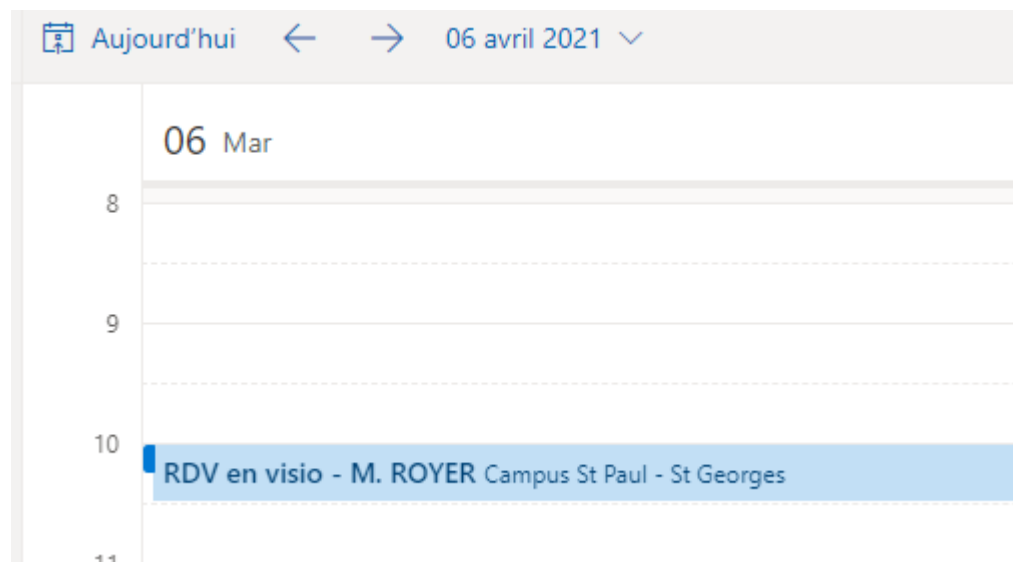 Aujourd'hui 06 avril 2021
06 Mar
8
9
10
RDV en visio - M. ROYER Campus St Paul - St Georges
11